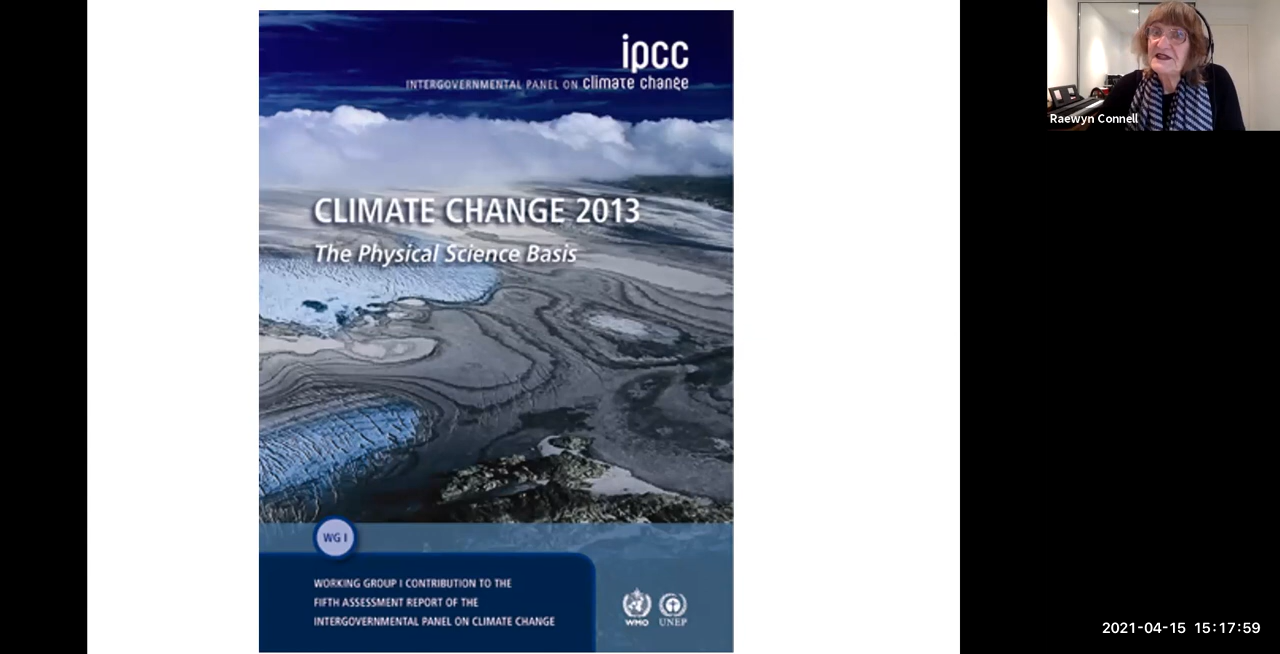 ipcc
INTERGOVERNMENTAL PANEL ON climate change
CLIMATE CHANGE 2013
The Physical Science Basis
WG I
WORKING GROUP I CONTRIBUTION TO THE
FIFTH ASSESSMENT REPORT OF THE
INTERGOVERNMENTAL PANEL ON CLIMATE CHANGE
WMO
UNEP
Raewyn Connell
2021-04-15 15:17:59